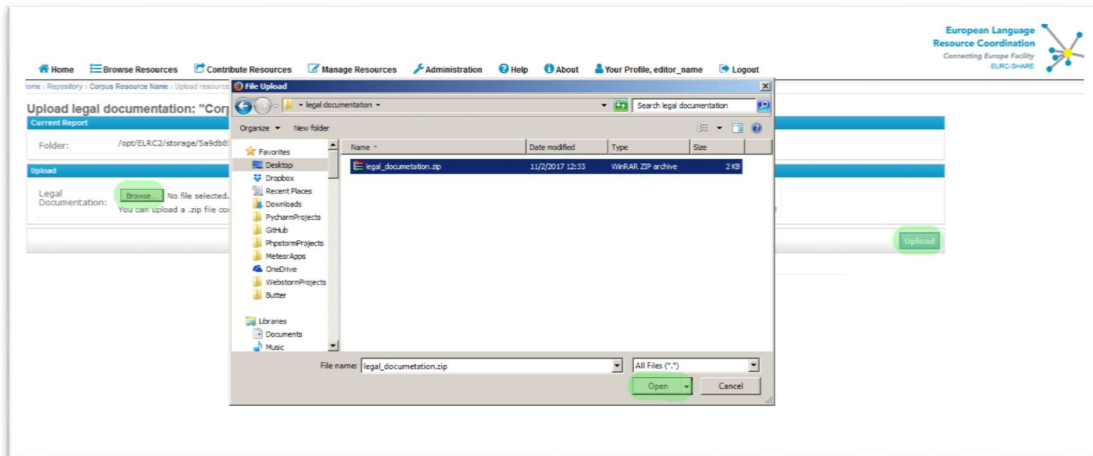 European Language
Resource Coordination
Connecting Europe Facility
ELRC-SHARE
Home Browse Resources Contribute Resources Manage Resources Administration Help About Your Profile, editor_name Logout
ome › Repository › Corpus Resource Name › Upload resource
File Upload
Upload legal documentation: "Corp
legal documentation
Search legal documentation
Current Report
Organize New folder
Folder: /opt/ELRC2/storage/5a9db8
Favorites
Name Date modified Type Size
Desktop
legal_documetation.zip 11/2/2017 12:33 WinRAR ZIP archive 2 KB
Upload
Dropbox
Recent Places
Legal
Documentation:
Browse... No file selected.
You can upload a .zip file co
Downloads
PycharmProjects
GitHub
PhpstormProjects
Upload
MeteorApps
OneDrive
WebstormProjects
Butter
Libraries
Documents
Music
File name: legal_documetation.zip All Files (*.*)
Open Cancel